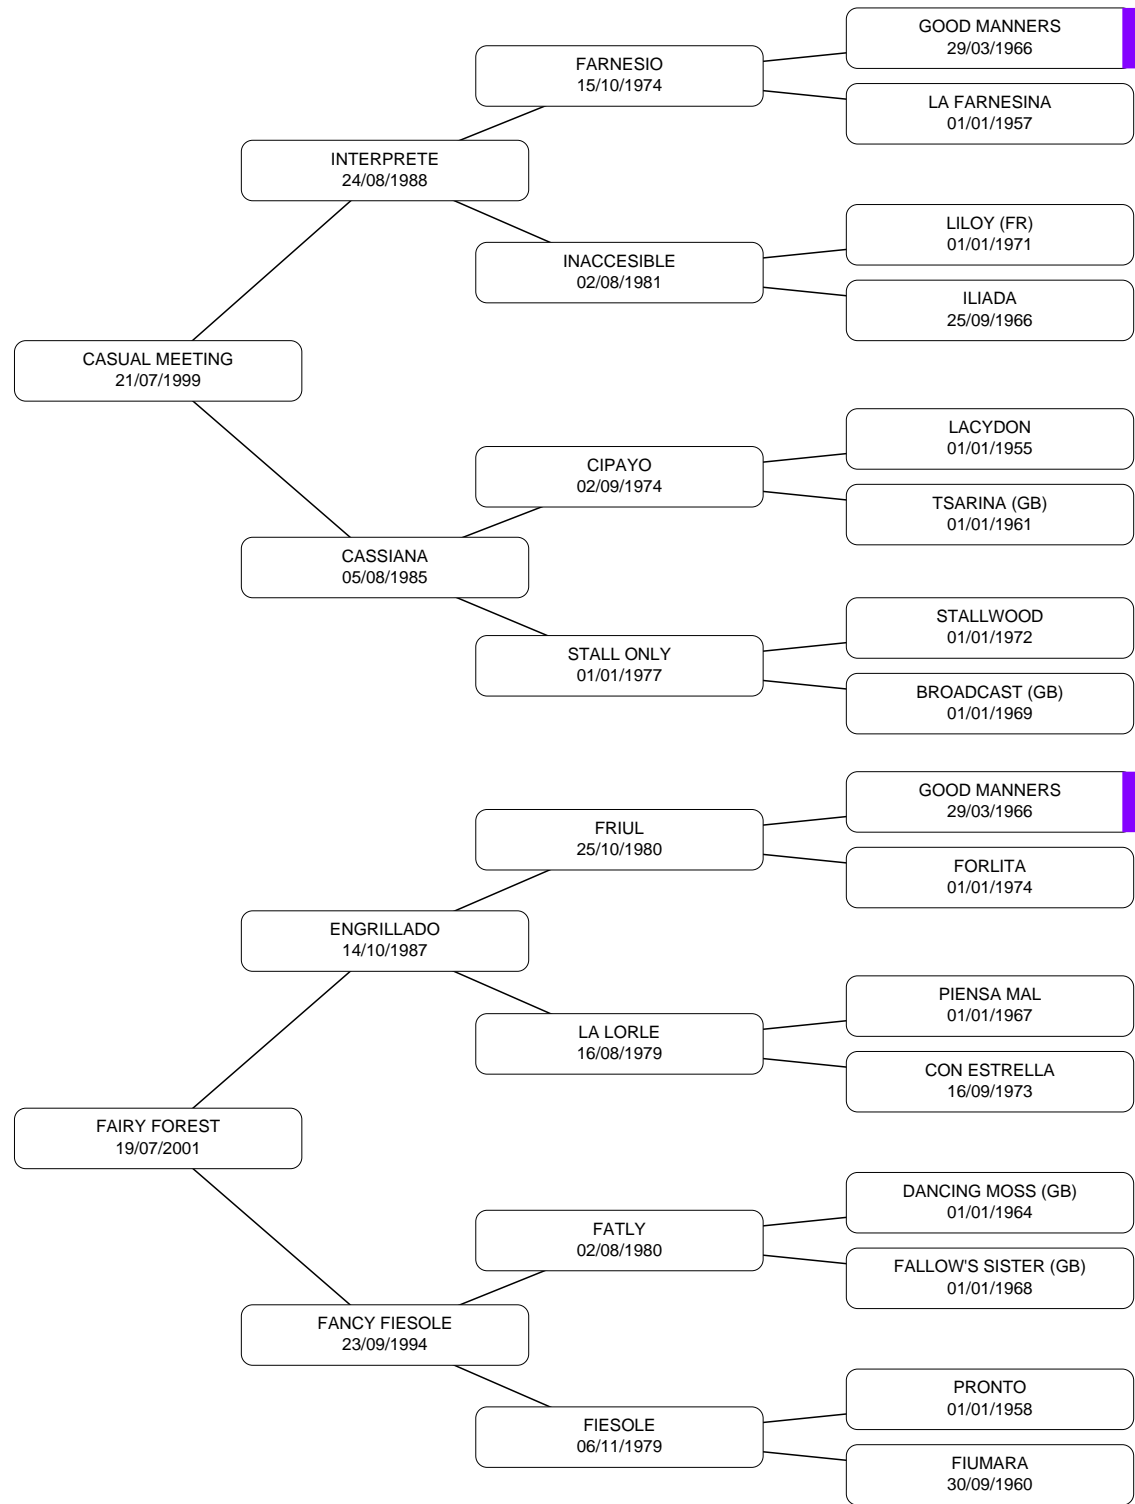 GOOD MANNERS
29/03/1966
FARNESIO
15/10/1974
LA FARNESINA
01/01/1957
INTERPRETE
24/08/1988
LILOY (FR)
01/01/1971
INACCESIBLE
02/08/1981
ILIADA
25/09/1966
CASUAL MEETING
21/07/1999
LACYDON
01/01/1955
CIPAYO
02/09/1974
TSARINA (GB)
01/01/1961
CASSIANA
05/08/1985
STALLWOOD
01/01/1972
STALL ONLY
01/01/1977
BROADCAST (GB)
01/01/1969
GOOD MANNERS
29/03/1966
FRIUL
25/10/1980
FORLITA
01/01/1974
ENGRILLADO
14/10/1987
PIENSA MAL
01/01/1967
LA LORLE
16/08/1979
CON ESTRELLA
16/09/1973
FAIRY FOREST
19/07/2001
DANCING MOSS (GB)
01/01/1964
FATLY
02/08/1980
FALLOW'S SISTER (GB)
01/01/1968
FANCY FIESOLE
23/09/1994
PRONTO
01/01/1958
FIESOLE
06/11/1979
FIUMARA
30/09/1960